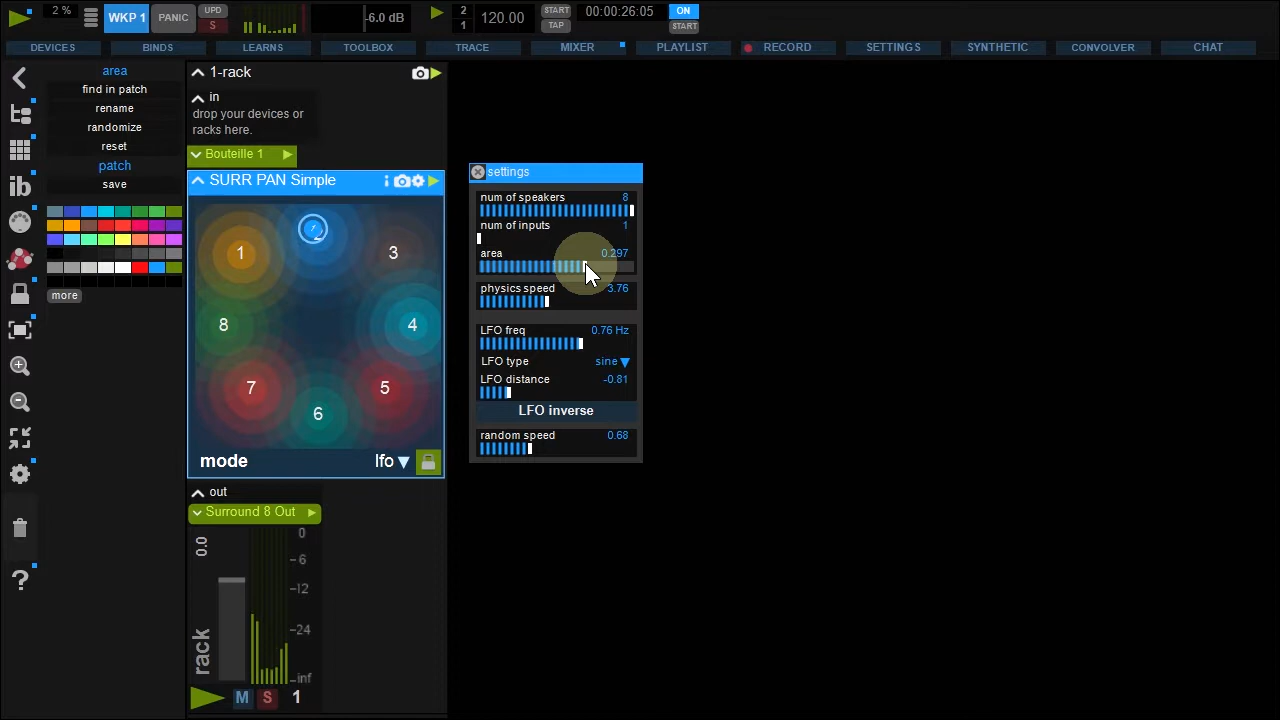 2 %
WKP 1
PANIC
UPD
S
-6.0 dB
2
1
120.00
START
TAP
00:00:26:05
ON
START
DEVICES
BINDS
LEARNS
TOOLBOX
TRACE
MIXER
PLAYLIST
RECORD
SETTINGS
SYNTHETIC
CONVOLVER
CHAT
area
find in patch
rename
randomize
reset
patch
save
more
ib
?
1-rack
in
drop your devices or
racks here.
Bouteille 1
SURR PAN Simple
i
1
2
3
8
4
7
5
6
mode
lfo
out
Surround 8 Out
0.0
0
-6
-12
-24
-inf
rack
M
S
1
settings
num of speakers 8
num of inputs 1
area 0.297
physics speed 3.76
LFO freq 0.76 Hz
LFO type sine
LFO distance -0.81
LFO inverse
random speed 0.68